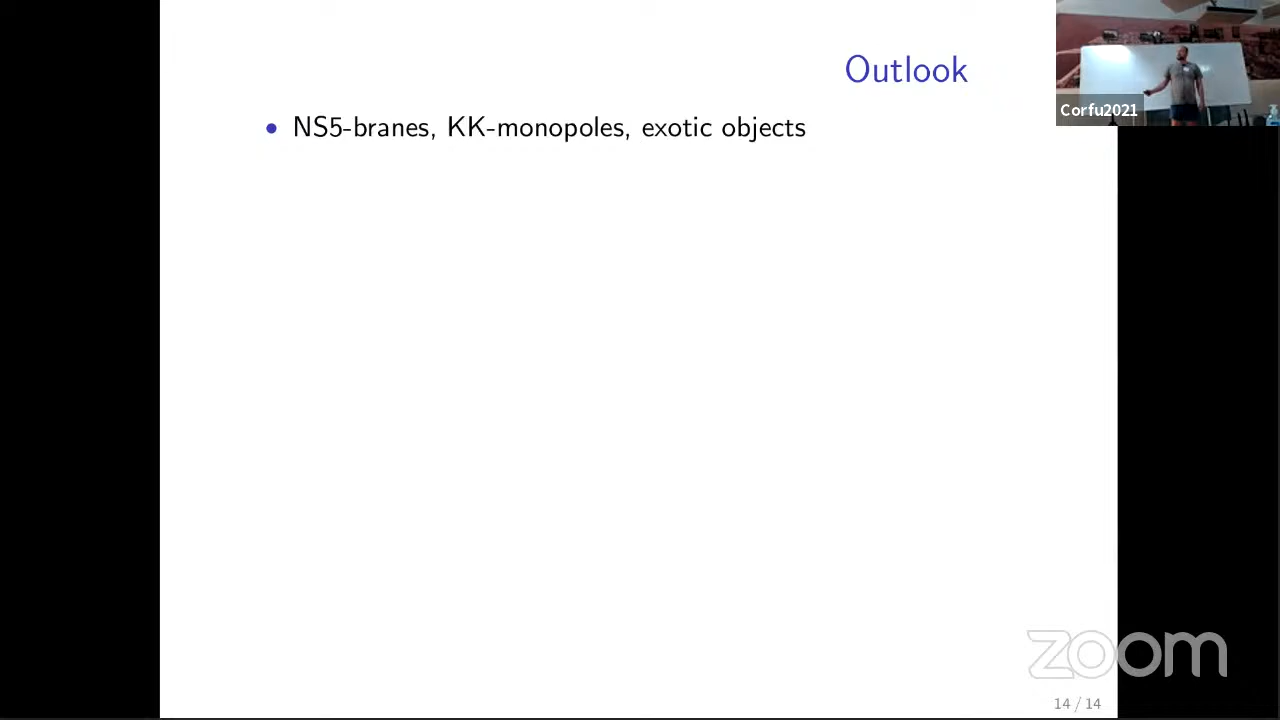 Outlook
• NS5-branes, KK-monopoles, exotic objects
Corfu2021
zoom
14 / 14